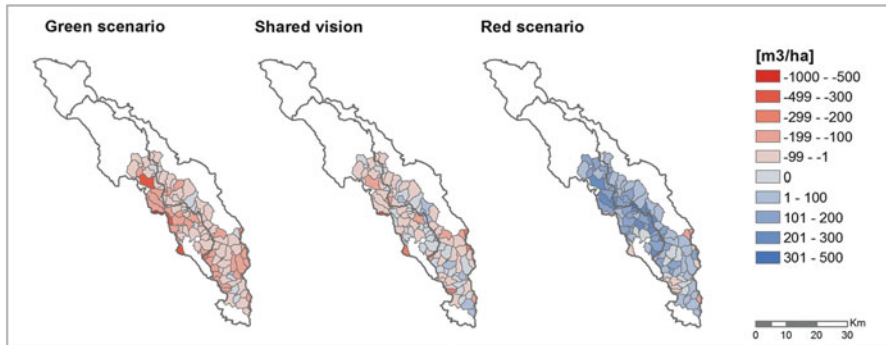 Green scenario
Shared vision
Red scenario
[m3/ha]
-1000 - -500
-499 - -300
-299 - -200
-199 - -100
-99 - -1
0
1 - 100
101 - 200
201 - 300
301 - 500
Km
0 10 20 30